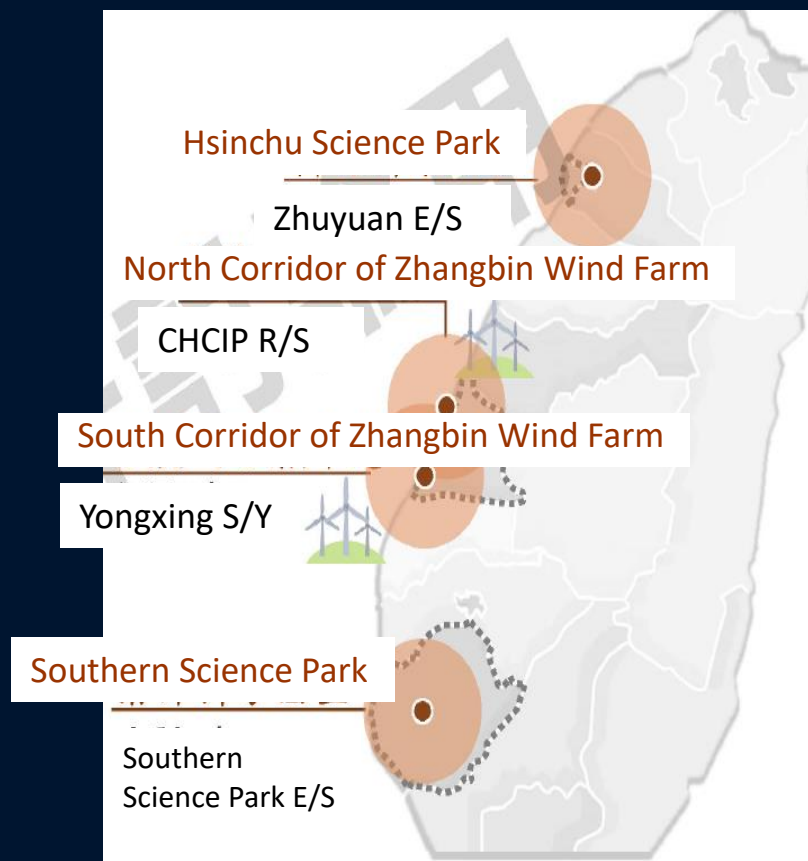 Hsinchu Science Park
Zhuyuan E/S
North Corridor of Zhangbin Wind Farm
CHCIP R/S
South Corridor of Zhangbin Wind Farm
Yongxing S/Y
Southern Science Park
Southern
Science Park E/S